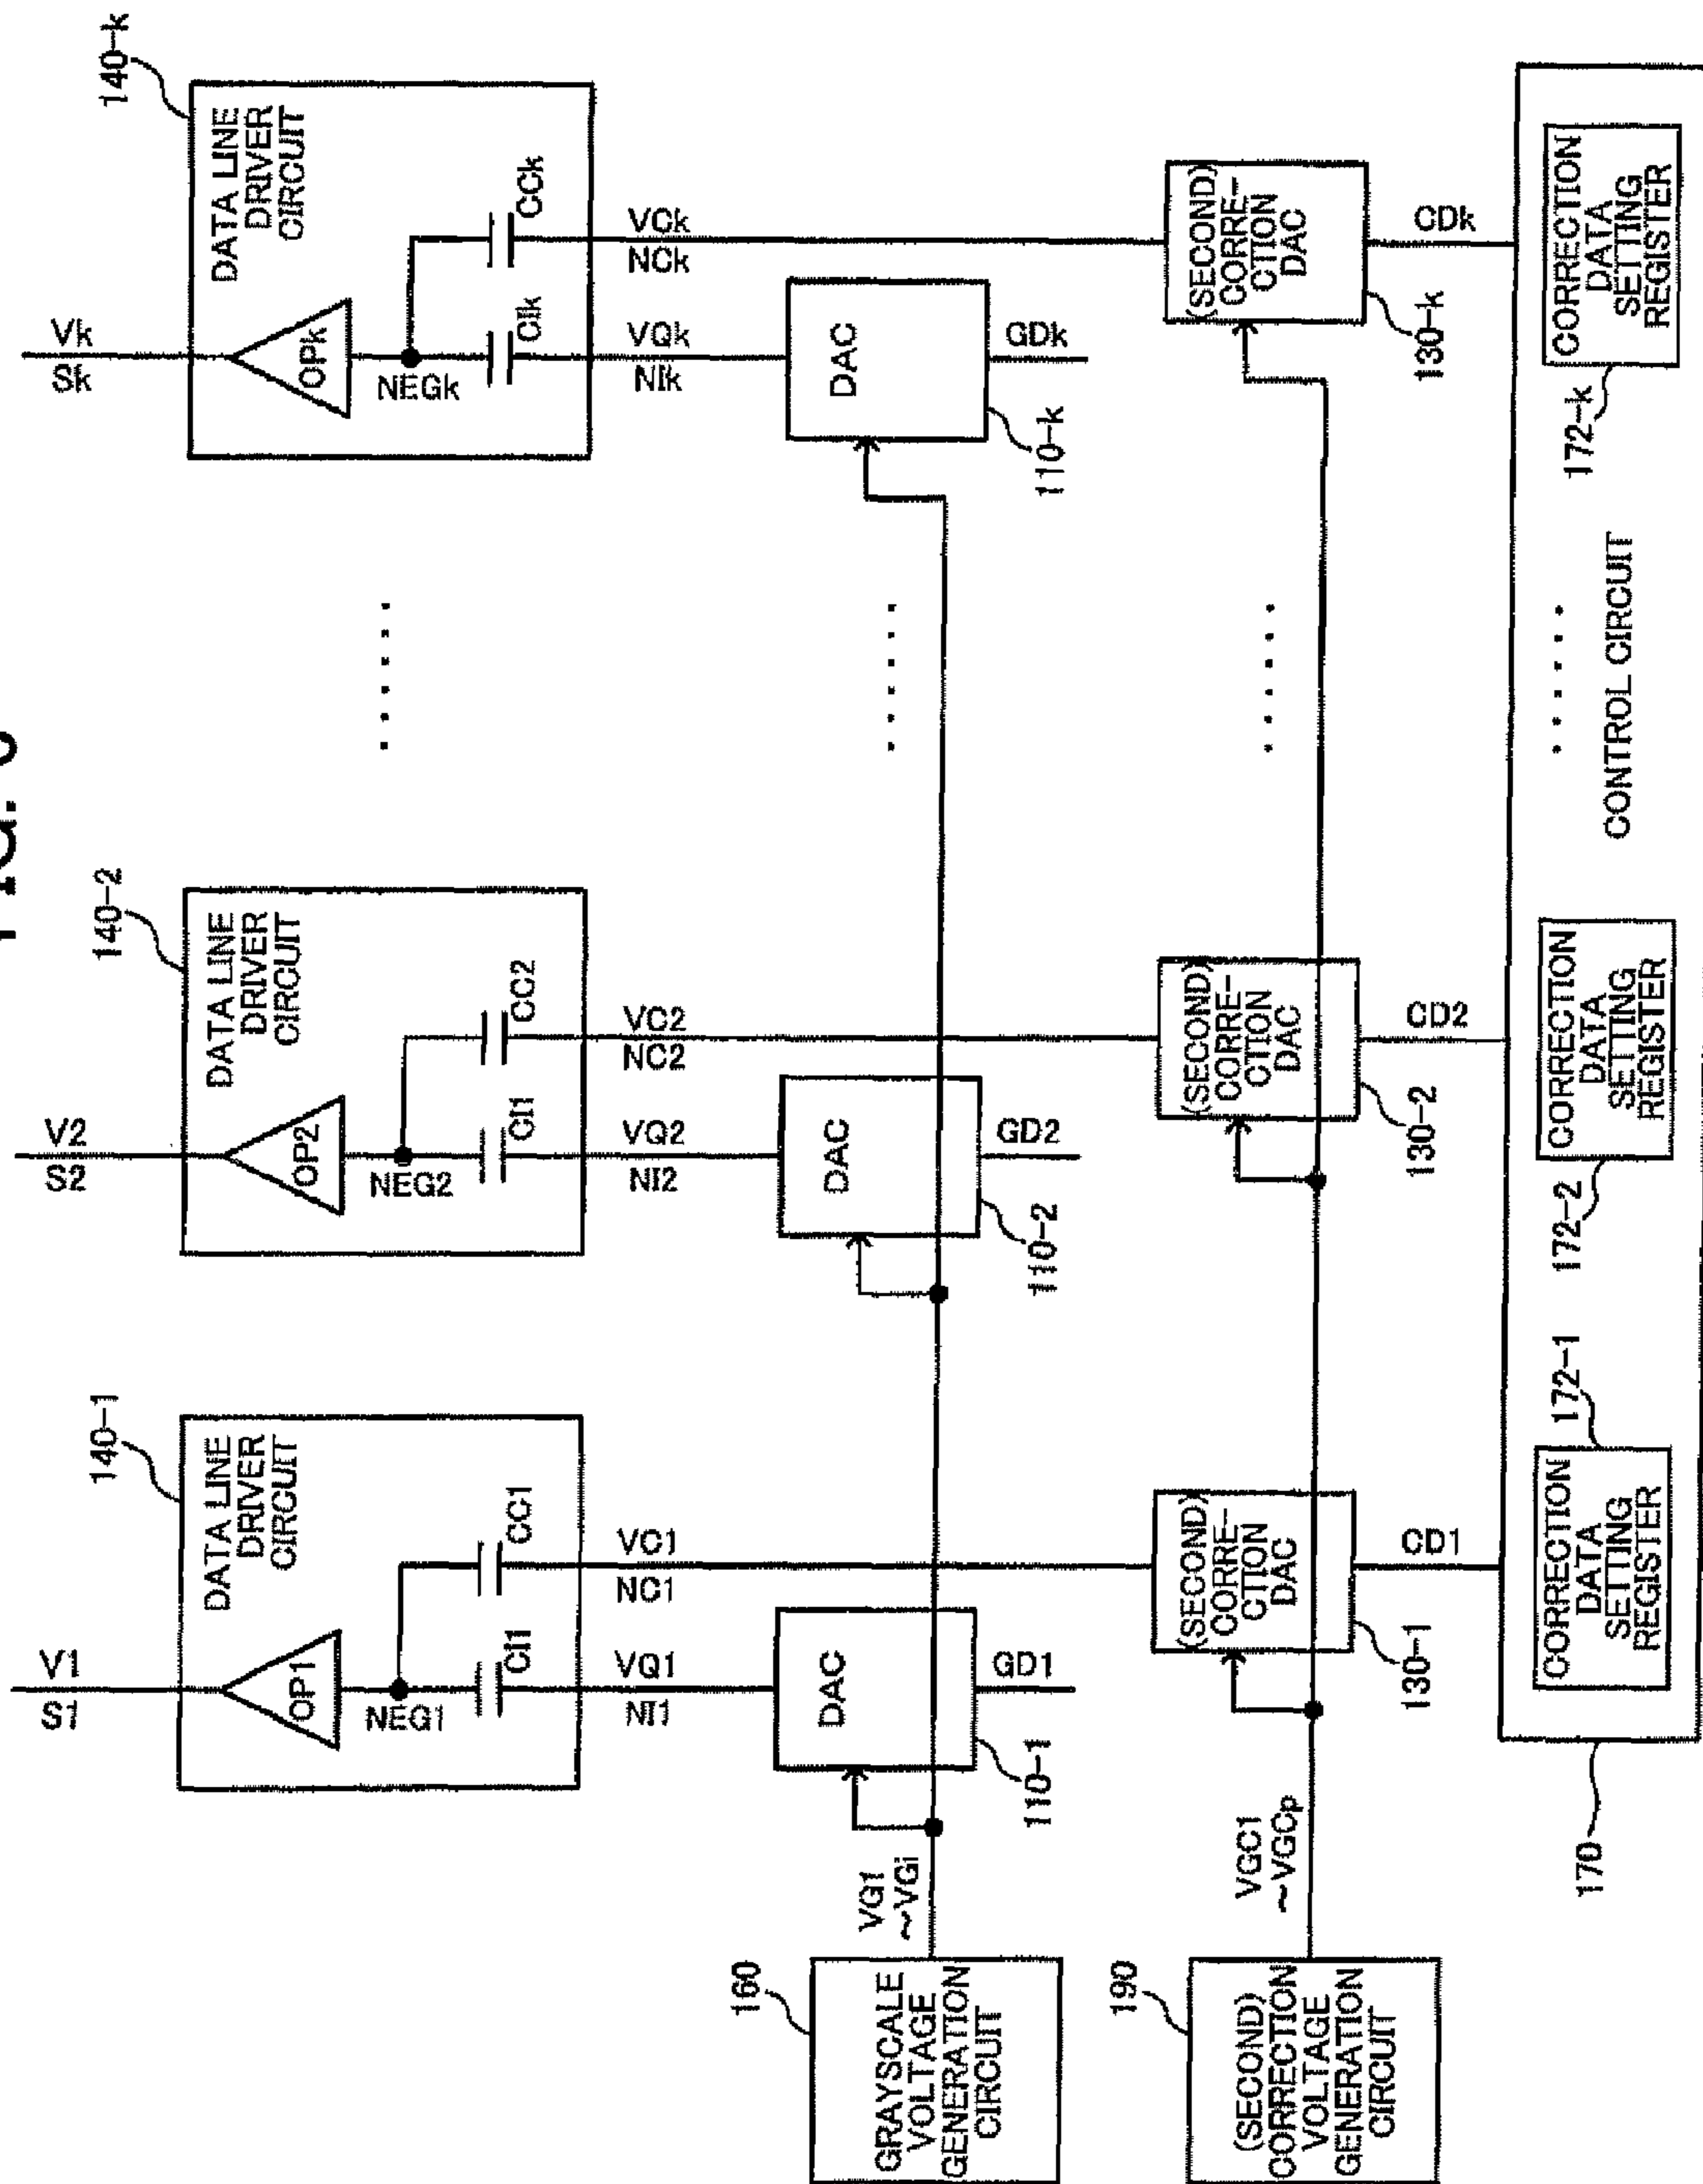 FIG.
V1
S1
V2
S2
Vk
Sk
140-1
140-2
140-k
DATA LINE
DRIVER
CIRCUIT
OP1
NEG1
CI1
CC1
DATA LINE
DRIVER
CIRCUIT
OP2
NEG2
CI1
CC2
DATA LINE
DRIVER
CIRCUIT
OPk
NEGk
CIk
CCk
......
VQ1
NI1
VC1
NC1
VQ2
NI2
VC2
NC2
VQk
NIk
VCk
NCk
160
GRAYSCALE
VOLTAGE
GENERATION
CIRCUIT
VG1
~VGi
DAC
110-1
GD1
DAC
110-2
GD2
......
DAC
110-k
GDk
190
(SECOND)
CORRECTION
VOLTAGE
GENERATION
CIRCUIT
VGC1
~VGCp
(SECOND)
CORRE-
CTION
DAC
130-1
CD1
(SECOND)
CORRE-
CTION
DAC
130-2
CD2
......
(SECOND)
CORRE-
CTION
DAC
130-k
CDk
170
CORRECTION
DATA
SETTING
REGISTER
172-1
CORRECTION
DATA
SETTING
REGISTER
172-2
......
CONTROL CIRCUIT
CORRECTION
DATA
SETTING
REGISTER
172-k